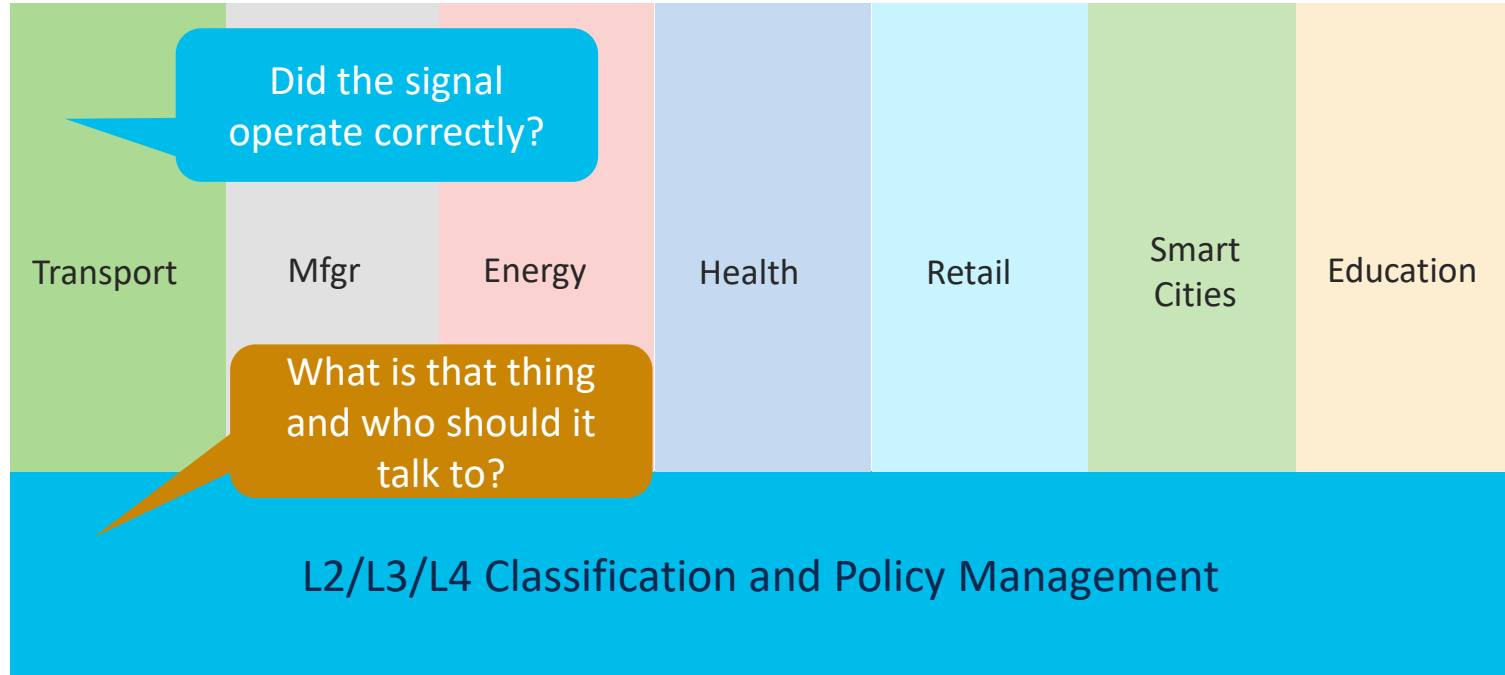 Did the signal
operate correctly?
Transport
Mfgr
Energy
Health
Retail
Smart
Cities
Education
What is that thing
and who should it
talk to?
L2/L3/L4 Classification and Policy Management